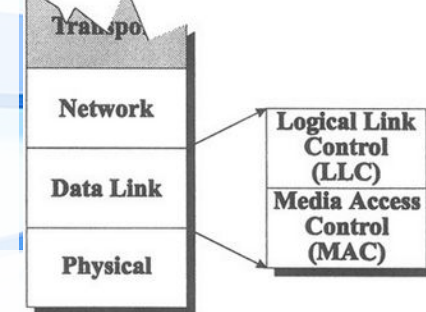 Network
Data Link
Physical
Logical Link
Control
(LLC)
Media Access
Control
(MAC)